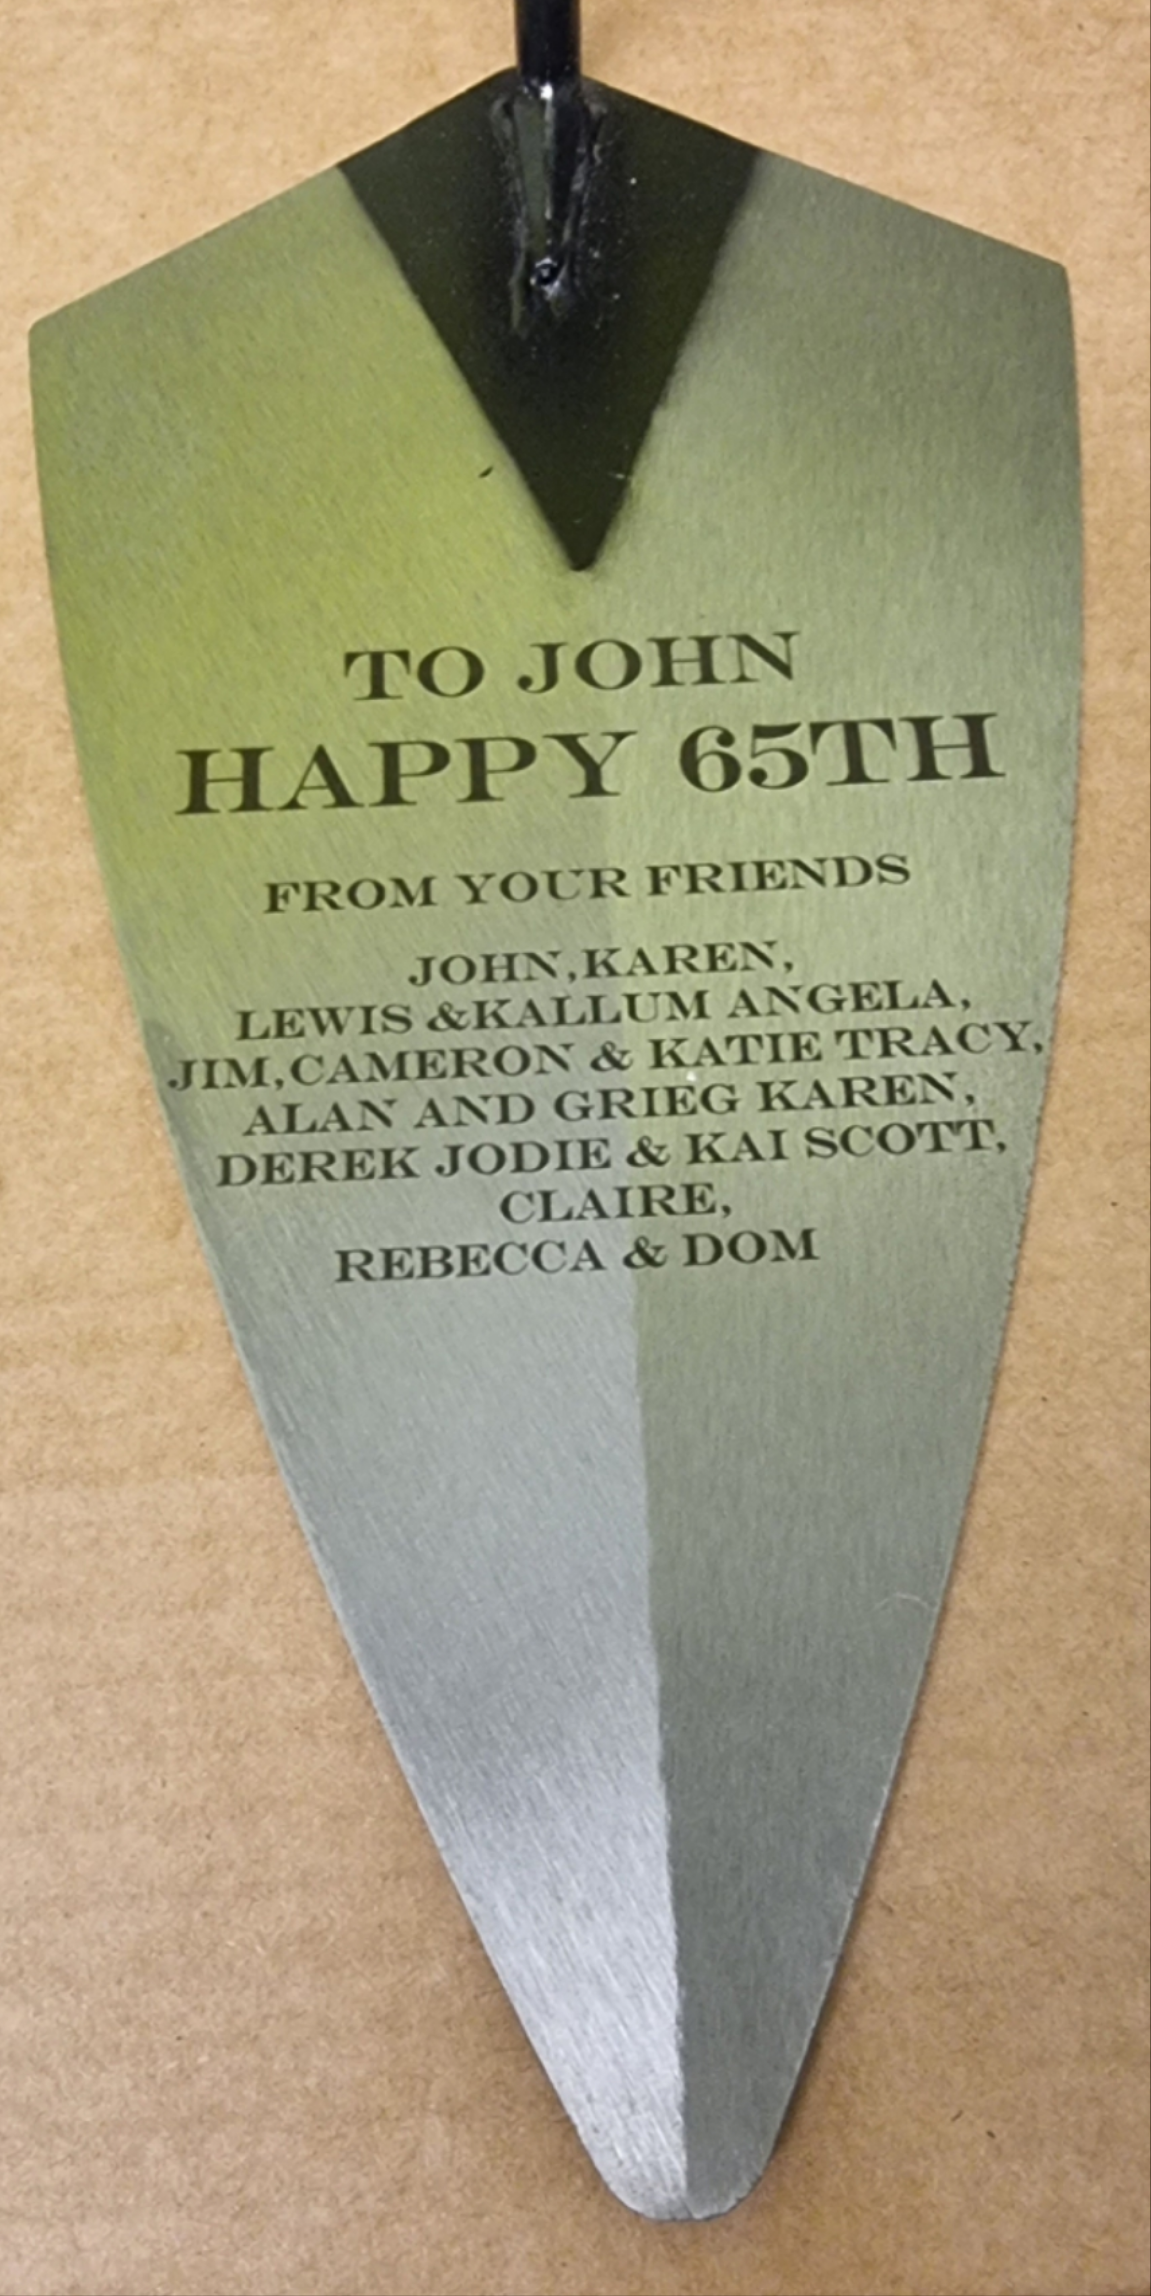 TO JOHN
HAPPY 65TH
FROM YOUR FRIENDS
JOHN,KAREN,
LEWIS &KALLUM ANGELA,
JIM,CAMERON & KATIE TRACY,
ALAN AND GRIEG KAREN,
DEREK JODIE & KAI SCOTT,
CLAIRE,
REBECCA & DOM